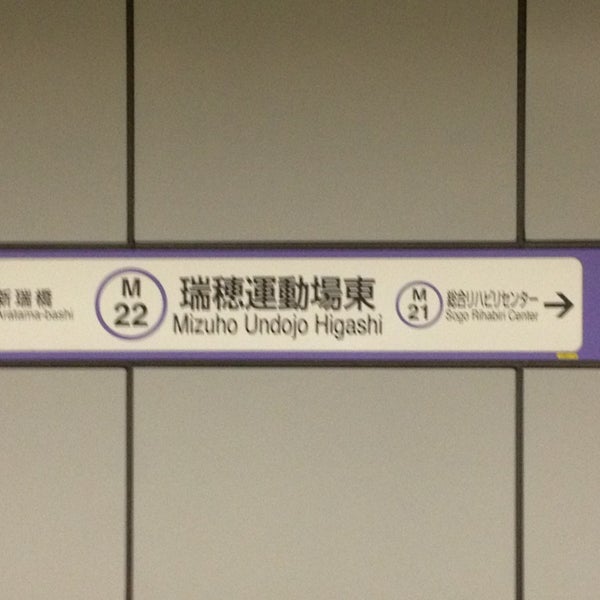 新瑞橋
Aratama-bashi
M
22
瑞穂運動場東
Mizuho Undojo Higashi
M
21
総合リハビリセンター
Sogo Rihabiri Center